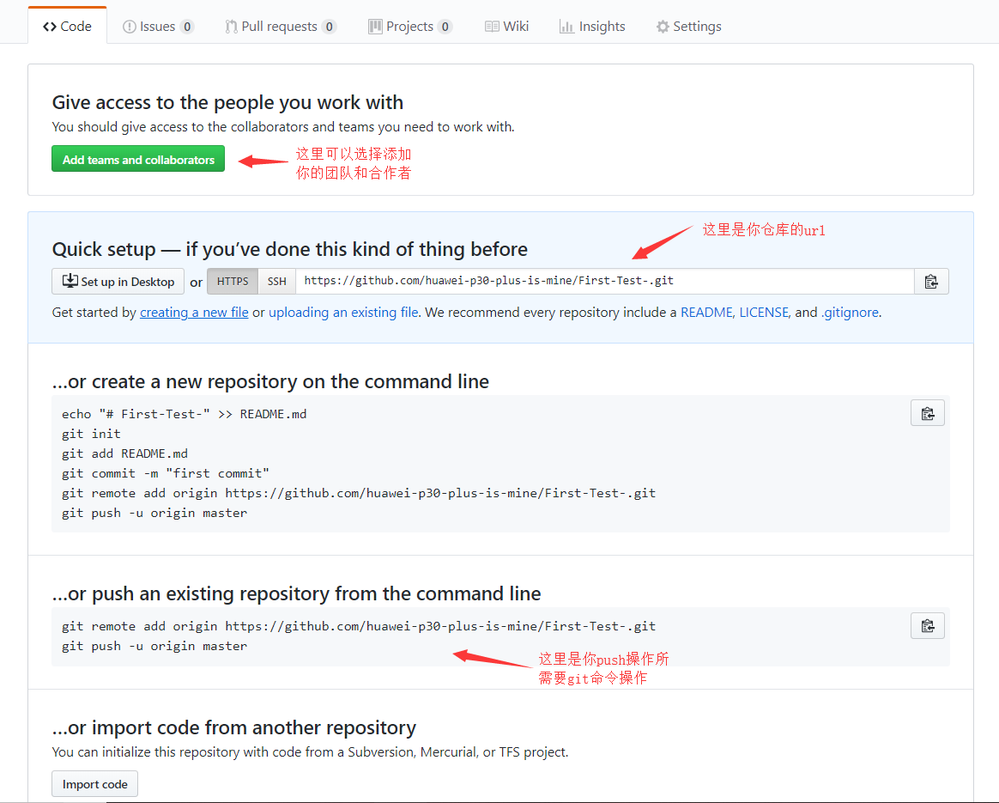 Code Issues 0 Pull requests 0 Projects 0 Wiki Insights Settings
Give access to the people you work with
You should give access to the collaborators and teams you need to work with.
Add teams and collaborators
这里可以选择添加
你的团队和合作者
这里是你仓库的url
Quick setup — if you’ve done this kind of thing before
Set up in Desktop or HTTPS SSH https://github.com/huawei-p30-plus-is-mine/First-Test-.git
Get started by creating a new file or uploading an existing file. We recommend every repository include a README, LICENSE, and .gitignore.
…or create a new repository on the command line
echo "# First-Test-" >> README.md
git init
git add README.md
git commit -m "first commit"
git remote add origin https://github.com/huawei-p30-plus-is-mine/First-Test-.git
git push -u origin master
…or push an existing repository from the command line
git remote add origin https://github.com/huawei-p30-plus-is-mine/First-Test-.git
git push -u origin master
这里是你push操作所
需要git命令操作
…or import code from another repository
You can initialize this repository with code from a Subversion, Mercurial, or TFS project.
Import code